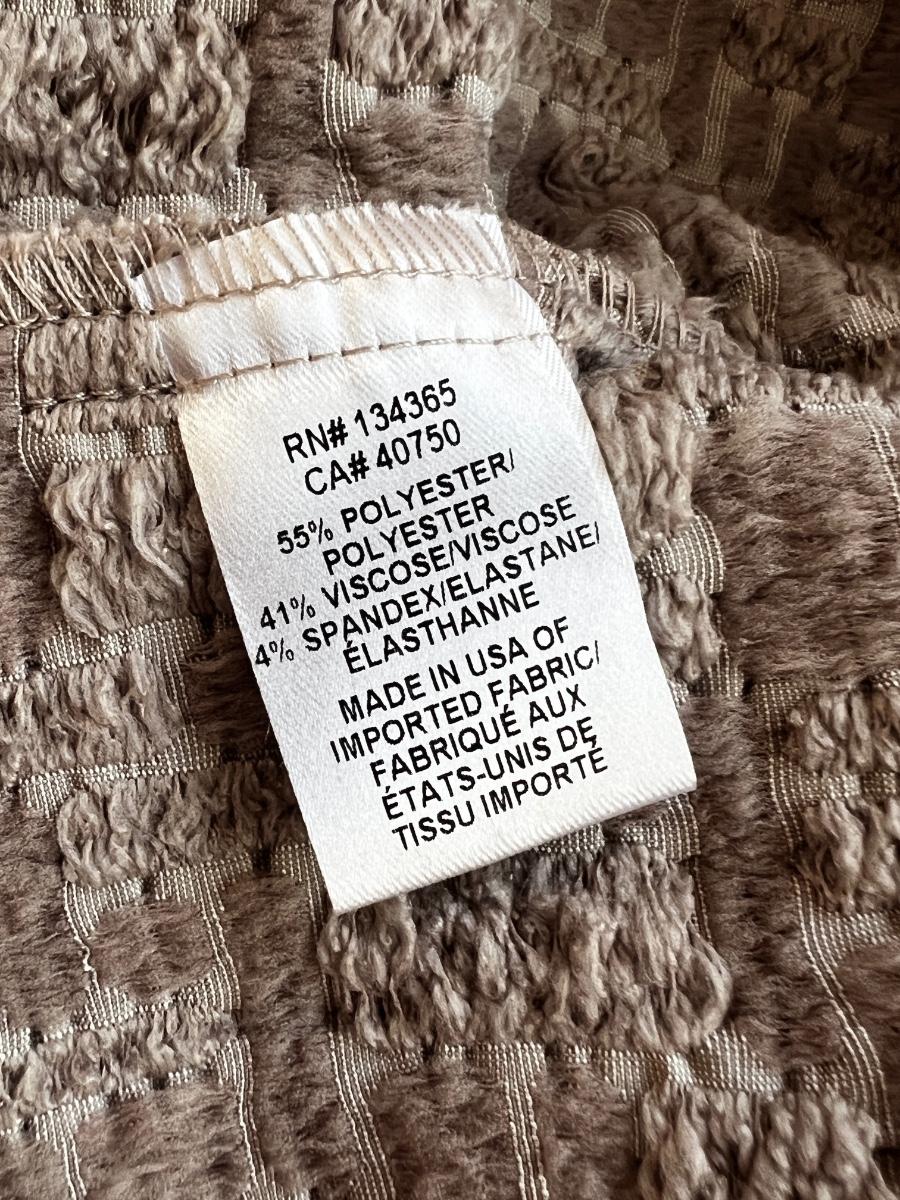 RN# 134365
CA# 40750
55% POLYESTER/
POLYESTER
41% VISCOSE/VISCOSE
4% SPANDEX/ELASTANE/
ÉLASTHANNE
MADE IN USA OF
IMPORTED FABRIC/
FABRIQUÉ AUX
ÉTATS-UNIS DE
TISSU IMPORTÉ